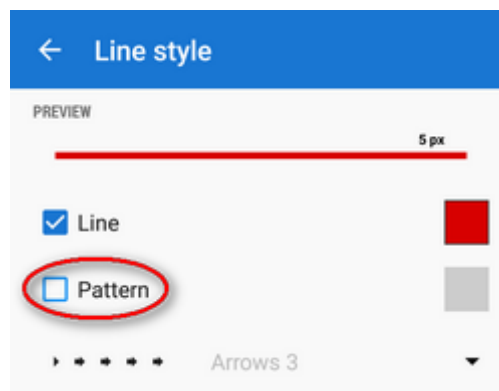 Line style
PREVIEW
5 px
Line
Pattern
Arrows 3